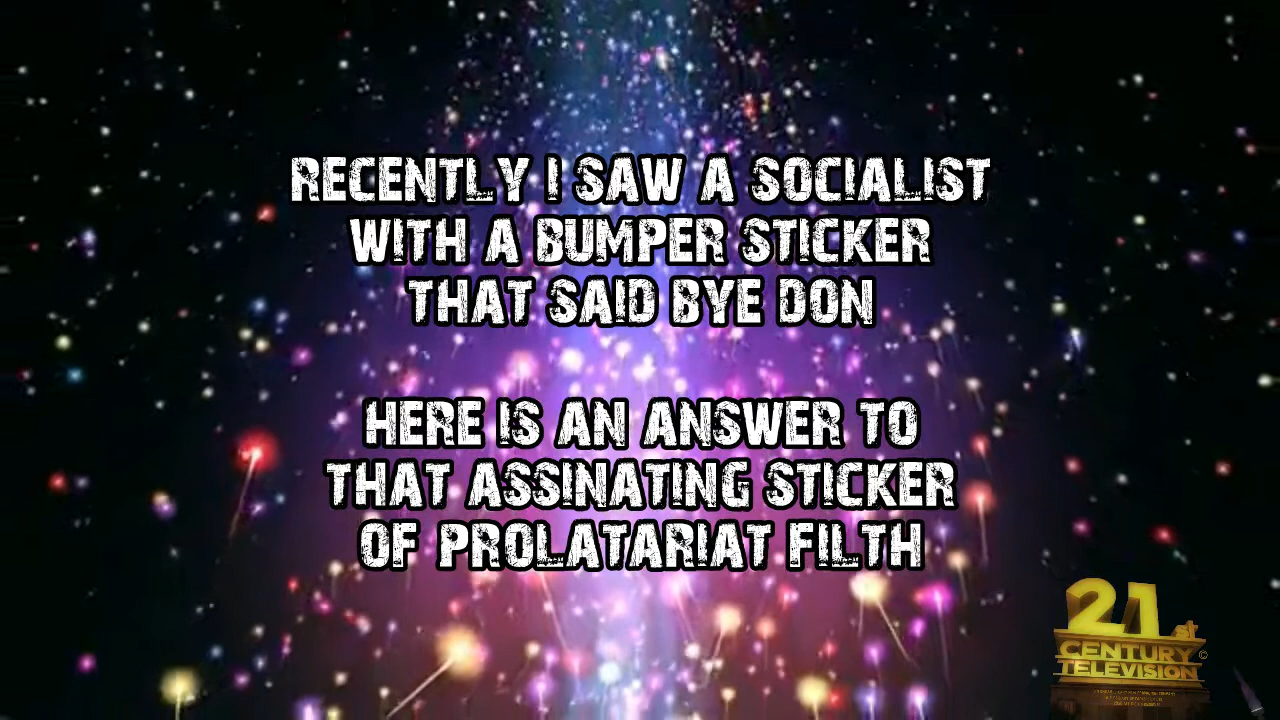 RECENTLY I SAW A SOCIALIST
WITH A BUMPER STICKER
THAT SAID BYE DON
HERE IS AN ANSWER TO
THAT ASSINATING STICKER
OF PROLATARIAT FILTH
21st
CENTURY ©
TELEVISION